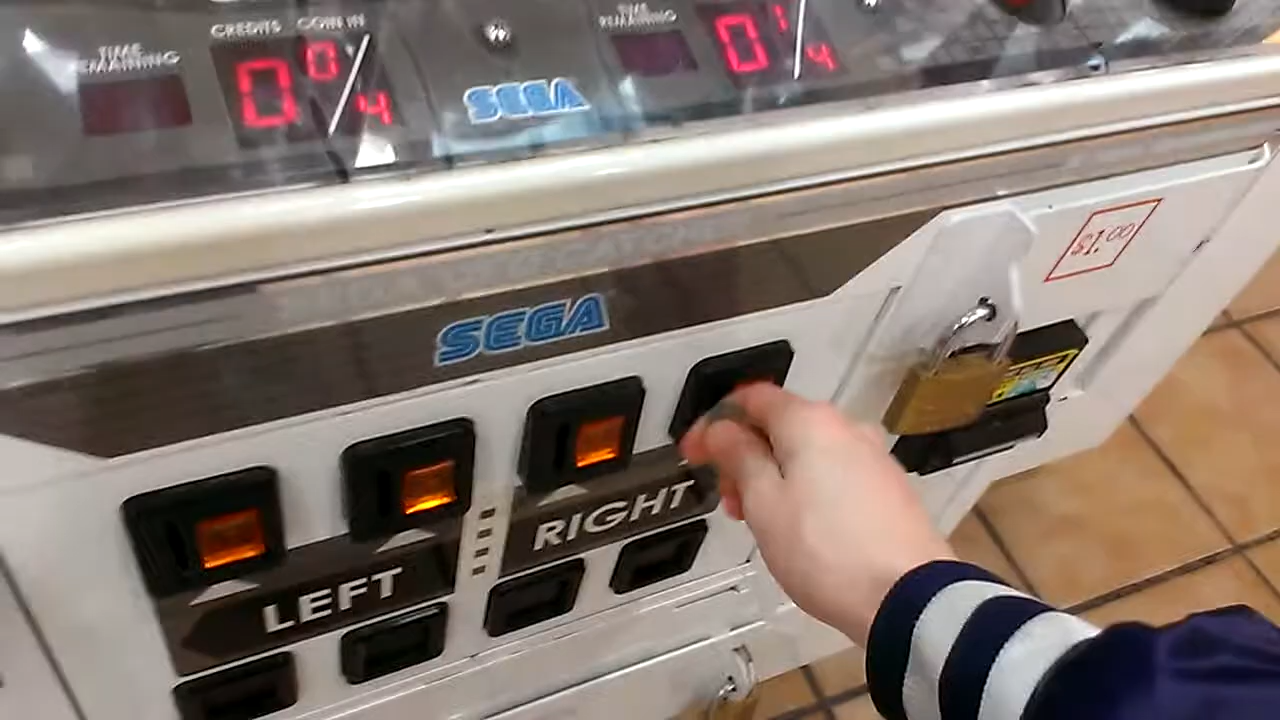 TIME
REMAINING
CREDITS COIN IN
0 0/4
TIME
REMAINING
0 1/4
SEGA
SEGA
$1.00
LEFT
RIGHT